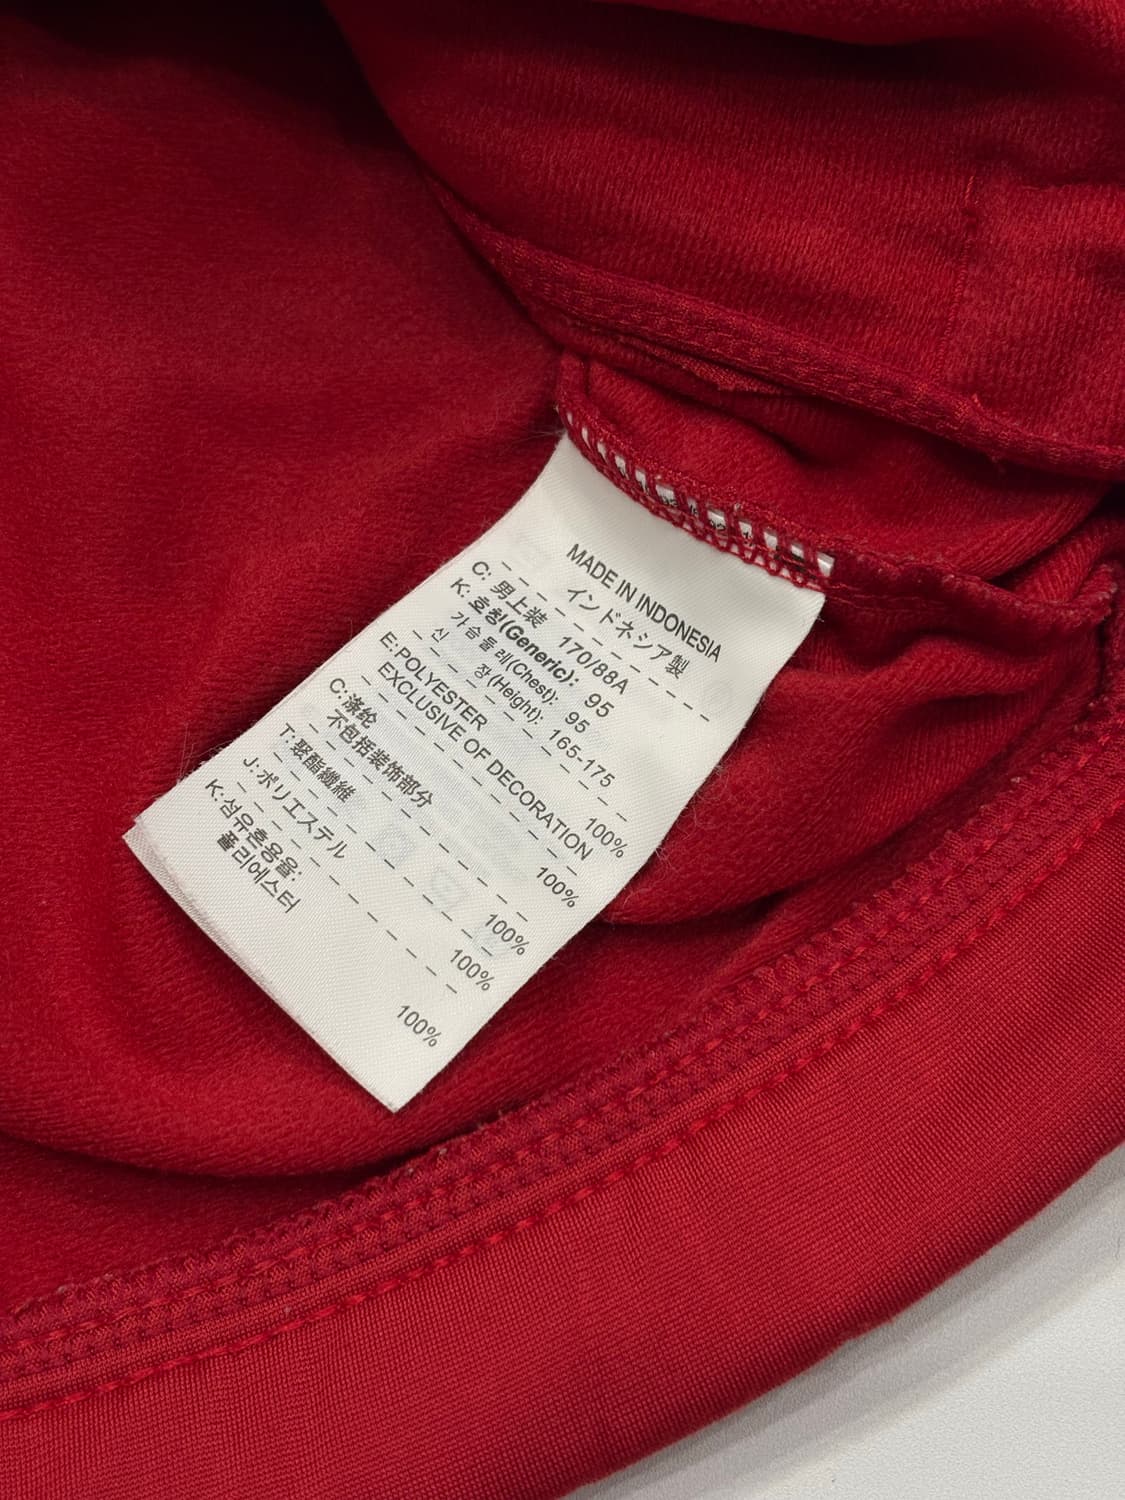 MADE IN INDONESIA
インドネシア製
C: 男上装 170/88A
K: 호칭(Generic): 95
가슴둘레(Chest): 95
신 장(Height): 165-175
E:POLYESTER 100%
EXCLUSIVE OF DECORATION
C:涤纶 100%
不包括装饰部分
T:聚酯纖維 100%
J:ポリエステル 100%
K:섬유혼용율:
폴리에스터 100%